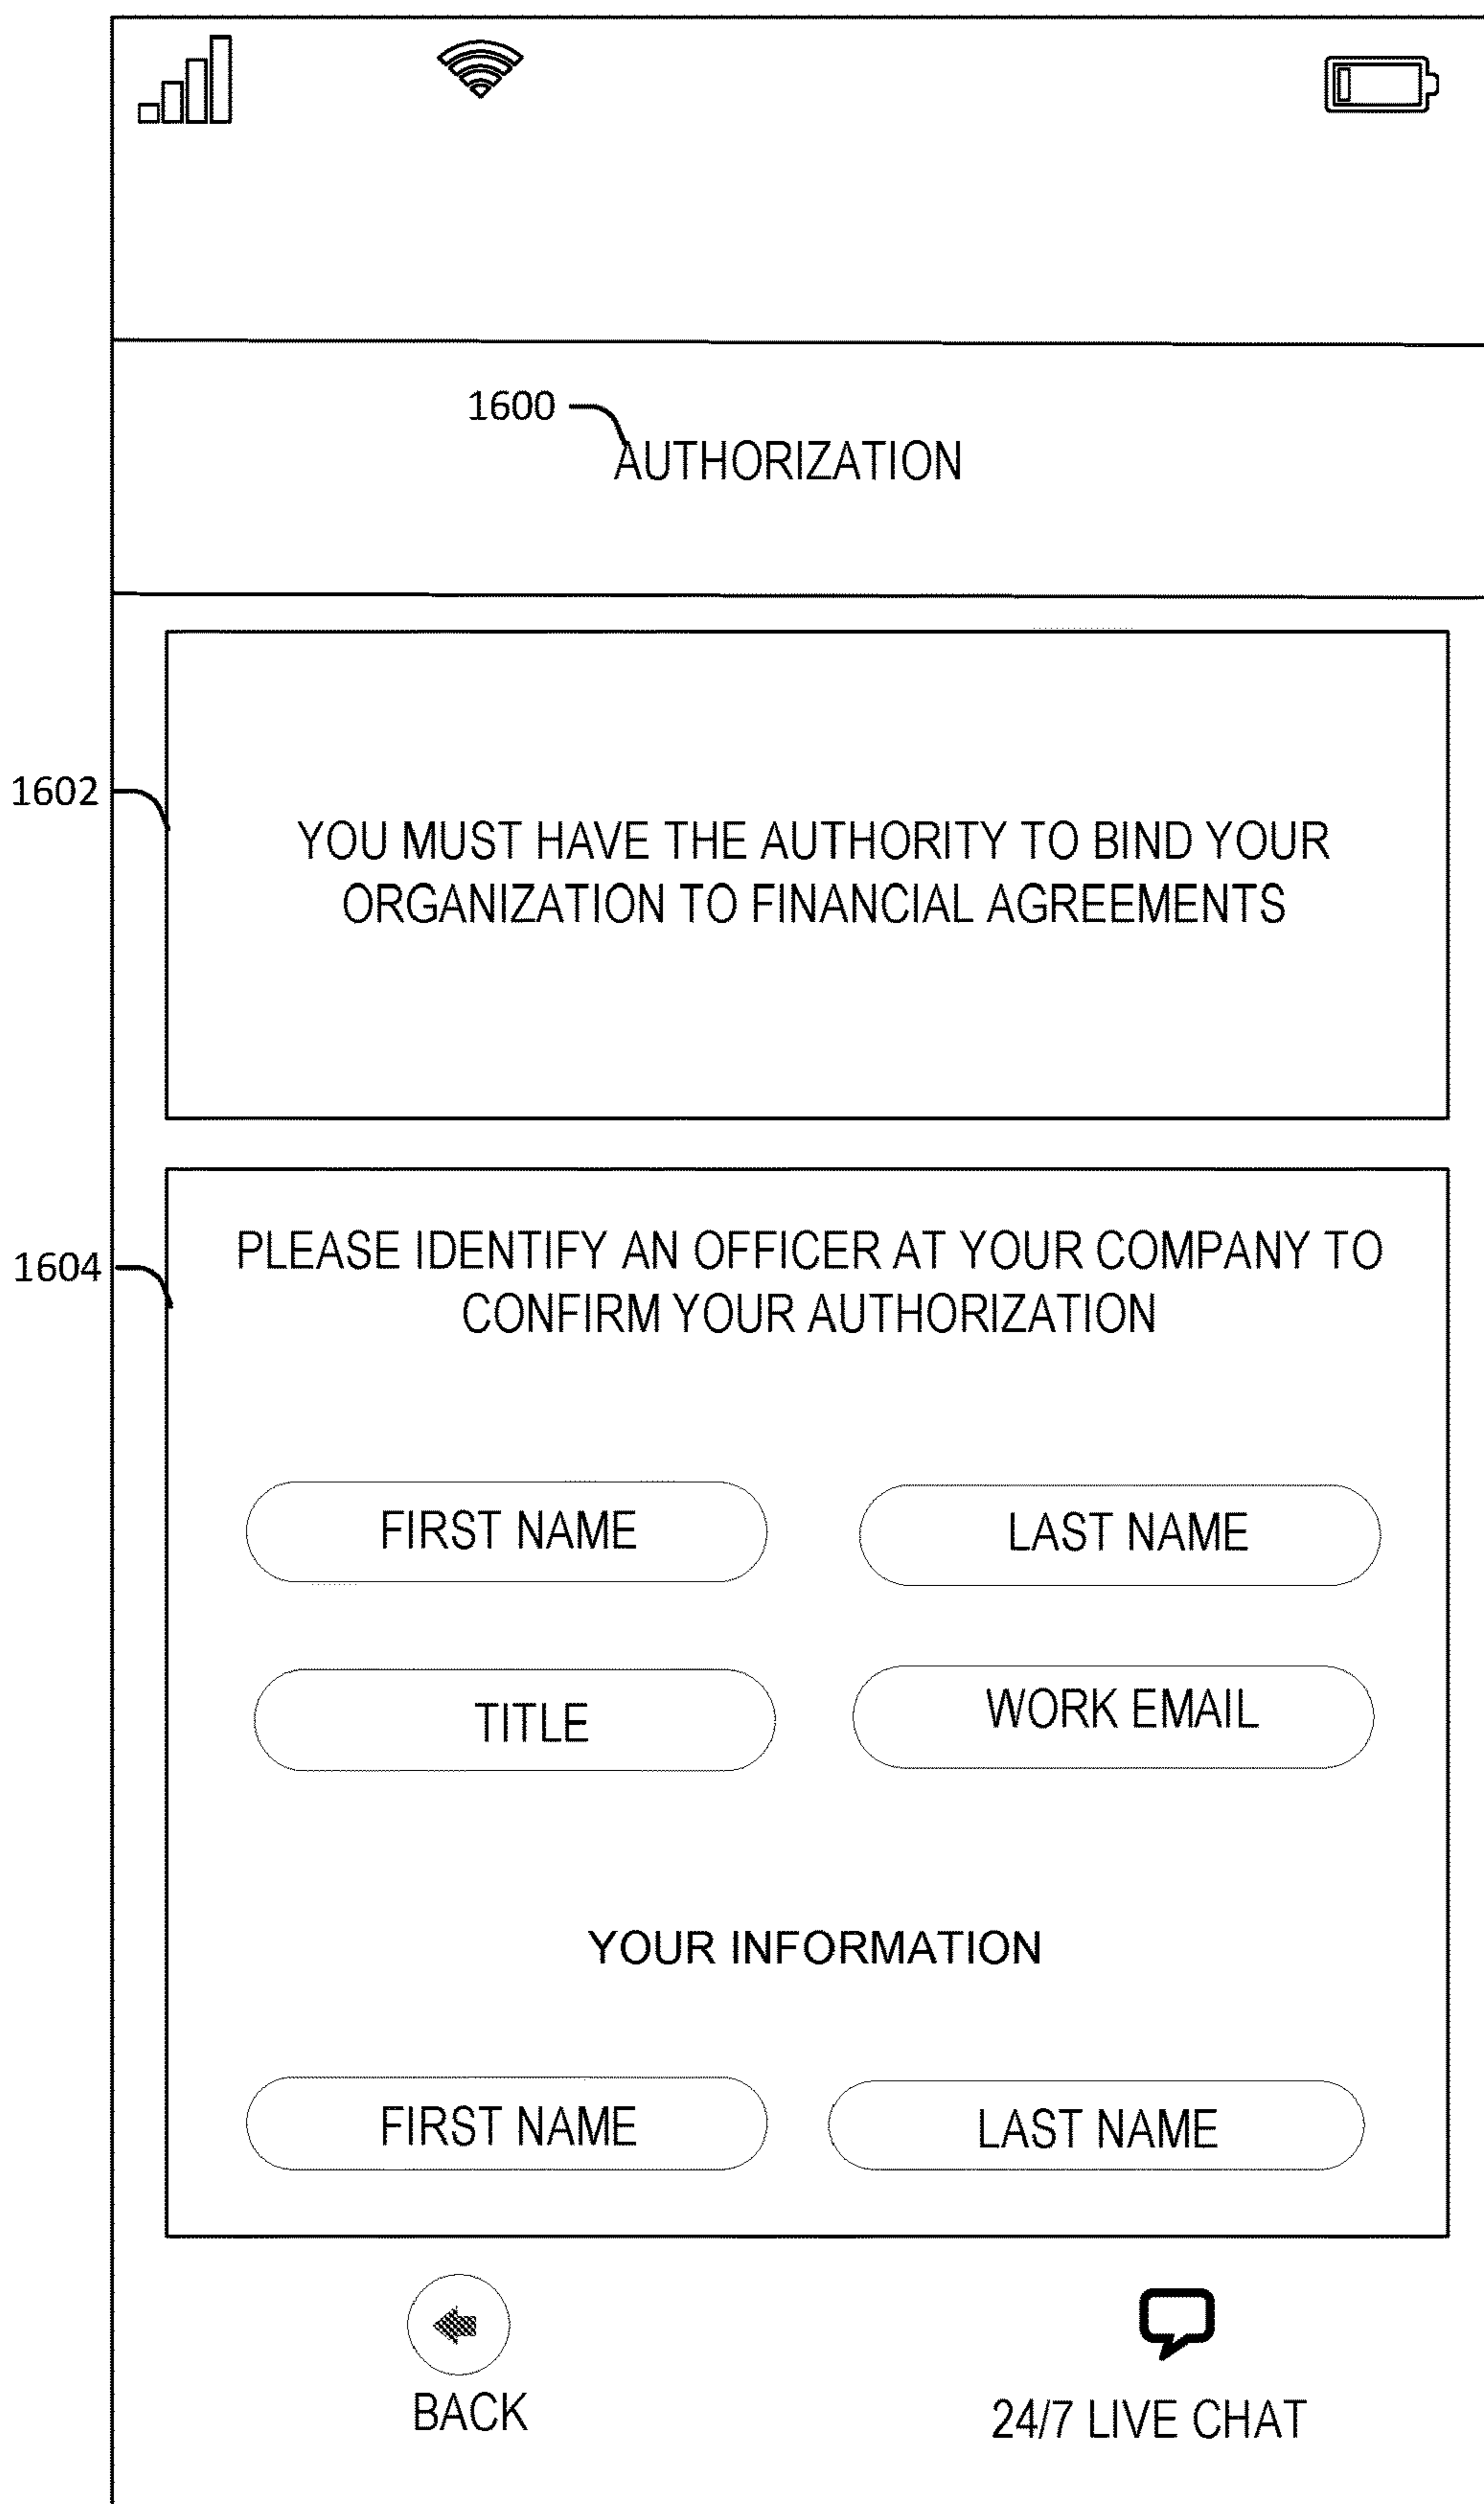 1600
AUTHORIZATION
1602
YOU MUST HAVE THE AUTHORITY TO BIND YOUR
ORGANIZATION TO FINANCIAL AGREEMENTS
1604
PLEASE IDENTIFY AN OFFICER AT YOUR COMPANY TO
CONFIRM YOUR AUTHORIZATION
FIRST NAME
LAST NAME
TITLE
WORK EMAIL
YOUR INFORMATION
FIRST NAME
LAST NAME
BACK
24/7 LIVE CHAT